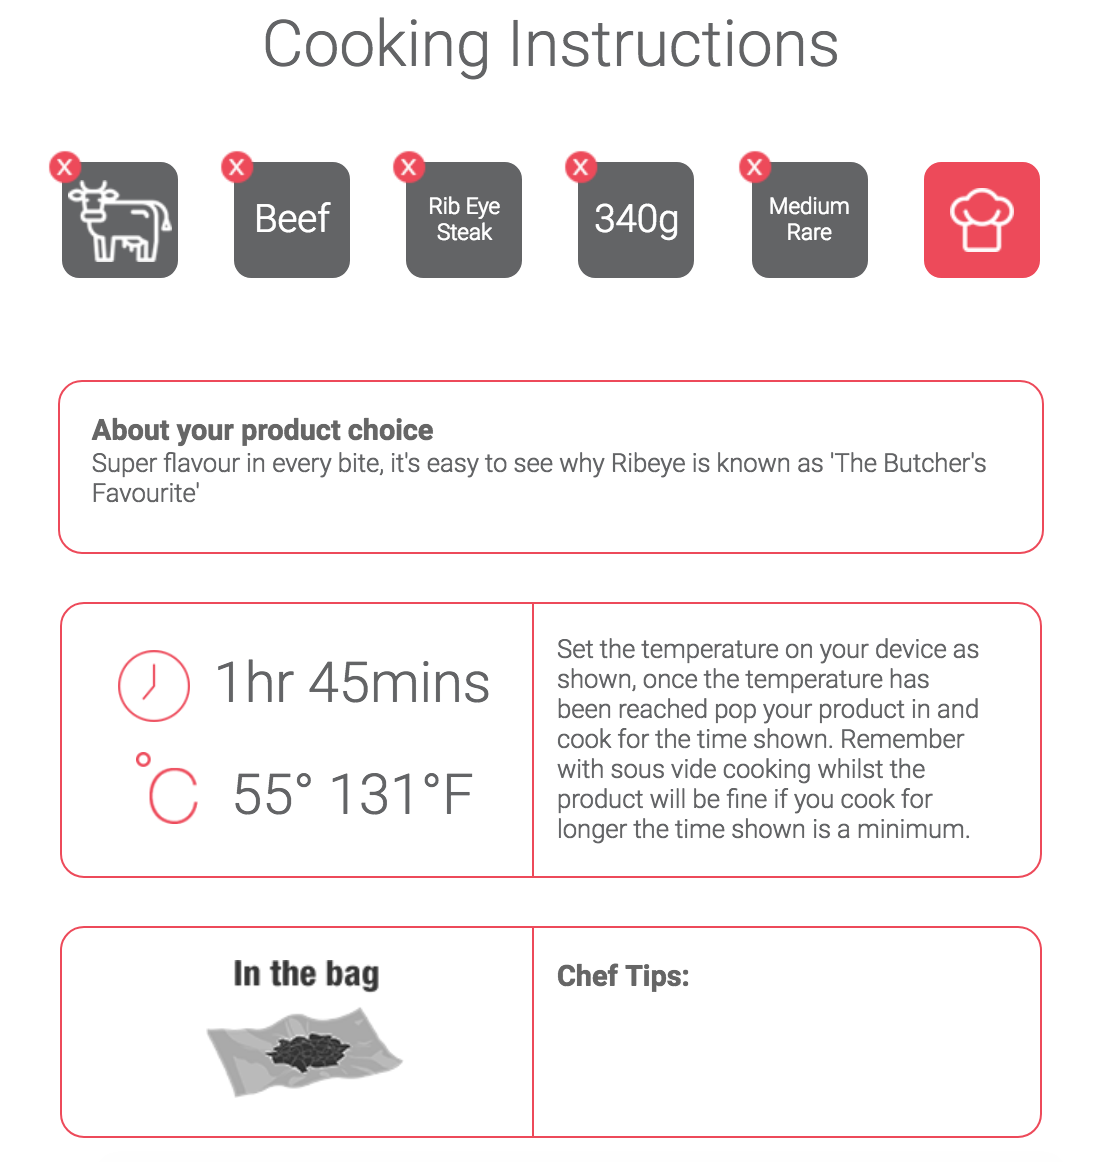 Cooking Instructions
X X X X X
Beef
Rib Eye
Steak
340g
Medium
Rare
About your product choice
Super flavour in every bite, it's easy to see why Ribeye is known as 'The Butcher's
Favourite'
1hr 45mins
°C 55° 131°F
Set the temperature on your device as
shown, once the temperature has
been reached pop your product in and
cook for the time shown. Remember
with sous vide cooking whilst the
product will be fine if you cook for
longer the time shown is a minimum.
In the bag
Chef Tips: